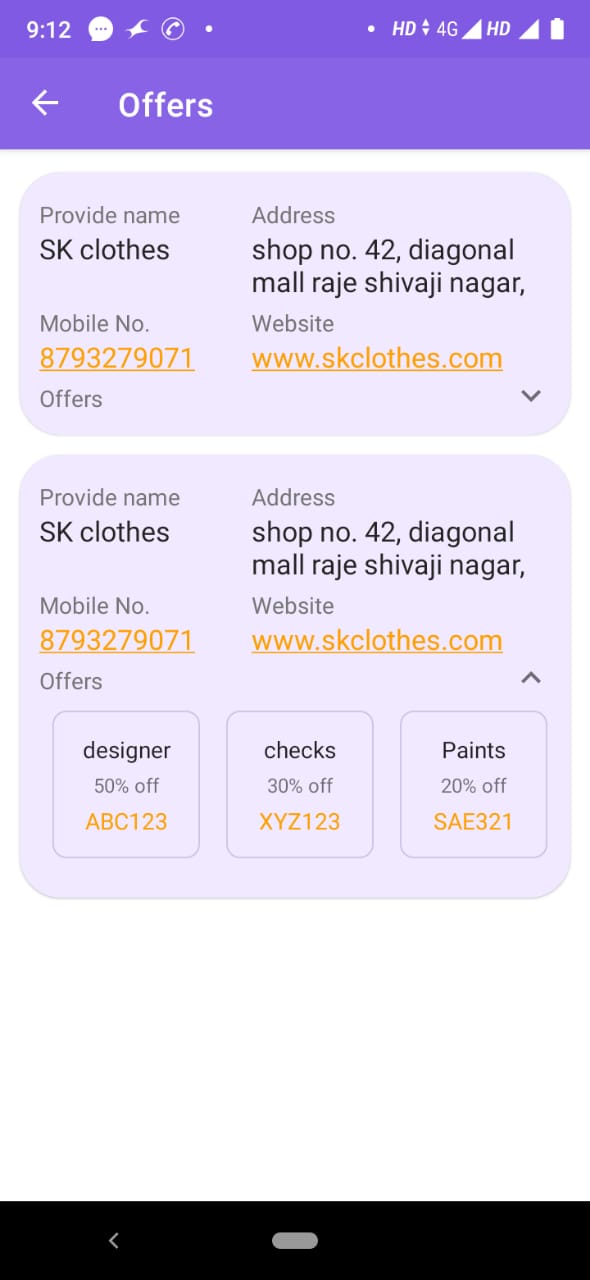 9:12 HD 4G HD
Offers
Provide name Address
SK clothes shop no. 42, diagonal
mall raje shivaji nagar,
Mobile No. Website
8793279071 www.skclothes.com
Offers
Provide name Address
SK clothes shop no. 42, diagonal
mall raje shivaji nagar,
Mobile No. Website
8793279071 www.skclothes.com
Offers
designer checks Paints
50% off 30% off 20% off
ABC123 XYZ123 SAE321